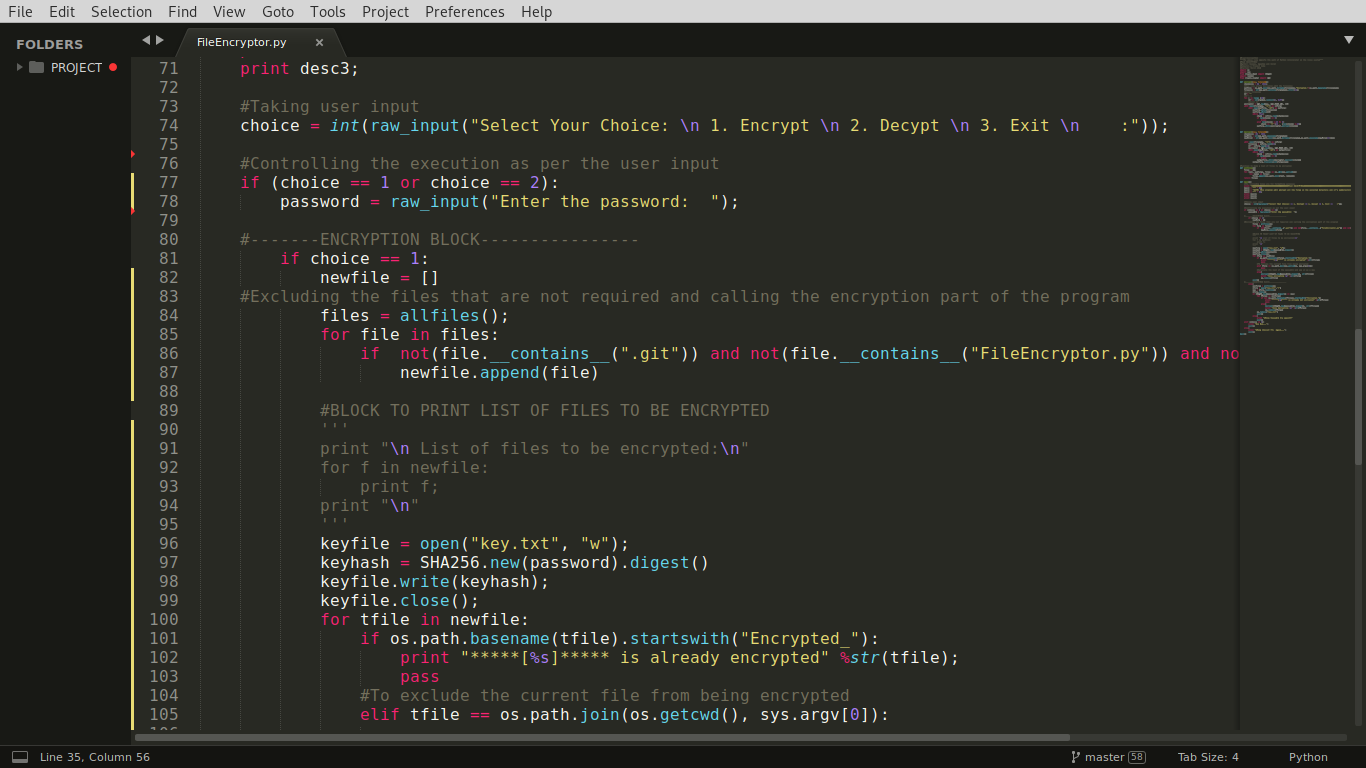 File Edit Selection Find View Goto Tools Project Preferences Help
FOLDERS
PROJECT
FileEncryptor.py ×
71 print desc3;
72
73 #Taking user input
74 choice = int(raw_input("Select Your Choice: \n 1. Encrypt \n 2. Decypt \n 3. Exit \n    :"));
75
76 #Controlling the execution as per the user input
77 if (choice == 1 or choice == 2):
78 password = raw_input("Enter the password:  ");
79
80 #-------ENCRYPTION BLOCK----------------
81 if choice == 1:
82 newfile = []
83 #Excluding the files that are not required and calling the encryption part of the program
84 files = allfiles();
85 for file in files:
86 if  not(file.__contains__(".git")) and not(file.__contains__("FileEncryptor.py")) and no
87 newfile.append(file)
88
89 #BLOCK TO PRINT LIST OF FILES TO BE ENCRYPTED
90 '''
91 print "\n List of files to be encrypted:\n"
92 for f in newfile:
93 print f;
94 print "\n"
95 '''
96 keyfile = open("key.txt", "w");
97 keyhash = SHA256.new(password).digest()
98 keyfile.write(keyhash);
99 keyfile.close();
100 for tfile in newfile:
101 if os.path.basename(tfile).startswith("Encrypted_"):
102 print "*****[%s]***** is already encrypted" %str(tfile);
103 pass
104 #To exclude the current file from being encrypted
105 elif tfile == os.path.join(os.getcwd(), sys.argv[0]):
Line 35, Column 56 master 58 Tab Size: 4 Python